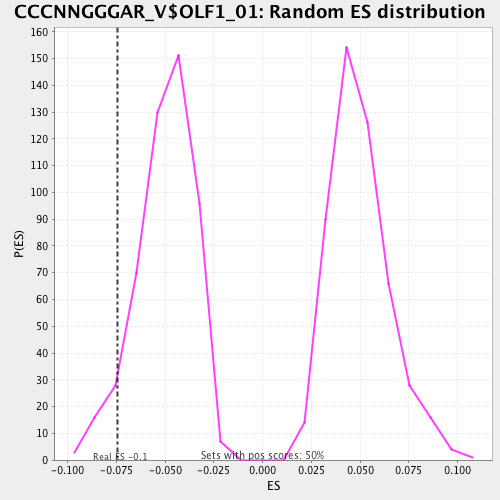 CCCNNGGGAR_V$OLF1_01: Random ES distribution
160
150
140
130
120
110
100
90
80
70
60
50
40
30
20
10
0
P(ES)
Real ES -0.1
Sets with pos scores: 50%
-0.100 -0.075 -0.050 -0.025 0.000 0.025 0.050 0.075 0.100
ES